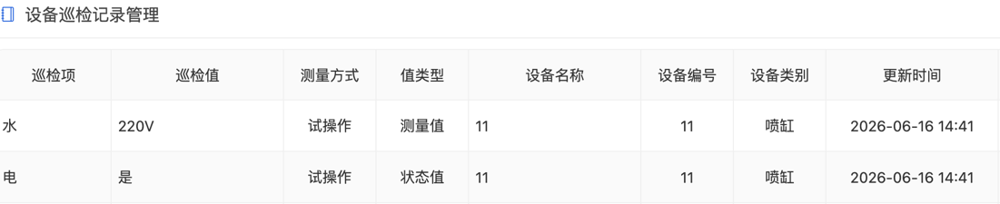 设备巡检记录管理
巡检项 巡检值 测量方式 值类型 设备名称 设备编号 设备类别 更新时间
水 220V 试操作 测量值 11 11 喷缸 2026-06-16 14:41
电 是 试操作 状态值 11 11 喷缸 2026-06-16 14:41